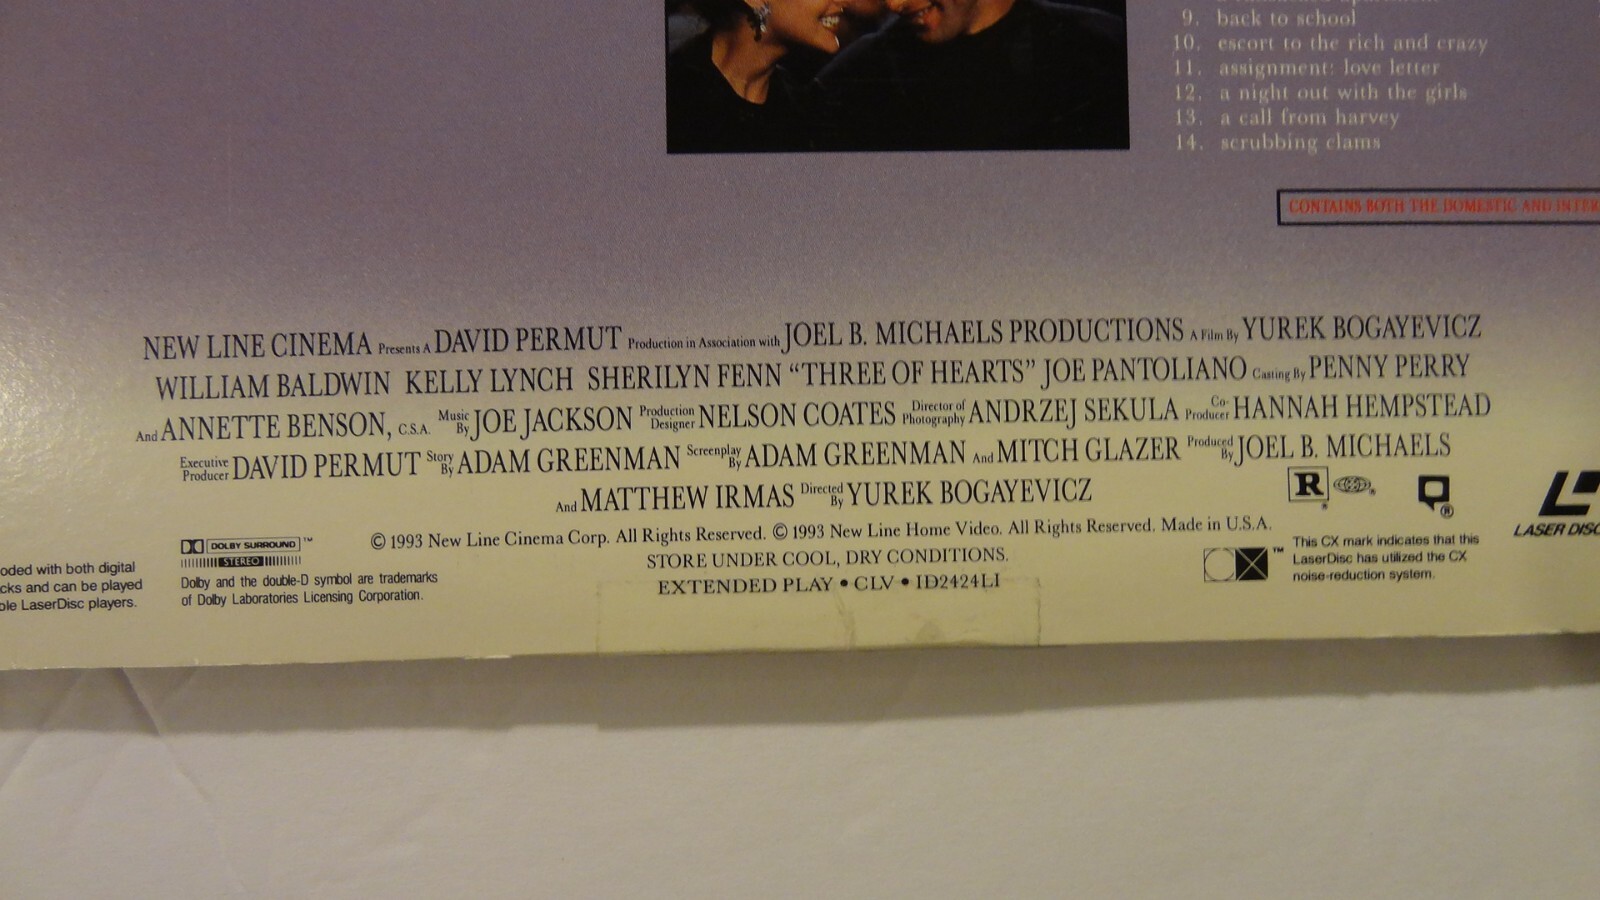 9. back to school
10. escort to the rich and crazy
11. assignment: love letter
12. a night out with the girls
13. a call from harvey
14. scrubbing clams
CONTAINS BOTH THE DOMESTIC AND INTER
NEW LINE CINEMA Presents A DAVID PERMUT Production in Association with JOEL B. MICHAELS PRODUCTIONS A Film By YUREK BOGAYEVICZ
WILLIAM BALDWIN KELLY LYNCH SHERILYN FENN “THREE OF HEARTS” JOE PANTOLIANO Casting By PENNY PERRY
And ANNETTE BENSON, C.S.A. Music By JOE JACKSON Production Designer NELSON COATES Director of Photography ANDRZEJ SEKULA Co-Producer HANNAH HEMPSTEAD
Executive Producer DAVID PERMUT Story By ADAM GREENMAN Screenplay By ADAM GREENMAN And MITCH GLAZER Produced By JOEL B. MICHAELS
And MATTHEW IRMAS Directed By YUREK BOGAYEVICZ
R ®
®
LASER DISC
© 1993 New Line Cinema Corp. All Rights Reserved. © 1993 New Line Home Video. All Rights Reserved. Made in U.S.A.
STORE UNDER COOL, DRY CONDITIONS.
EXTENDED PLAY • CLV • ID2424LI
oded with both digital
cks and can be played
ble LaserDisc players.
DOLBY SURROUND ™
STEREO
Dolby and the double-D symbol are trademarks
of Dolby Laboratories Licensing Corporation.
™
This CX mark indicates that this
LaserDisc has utilized the CX
noise-reduction system.